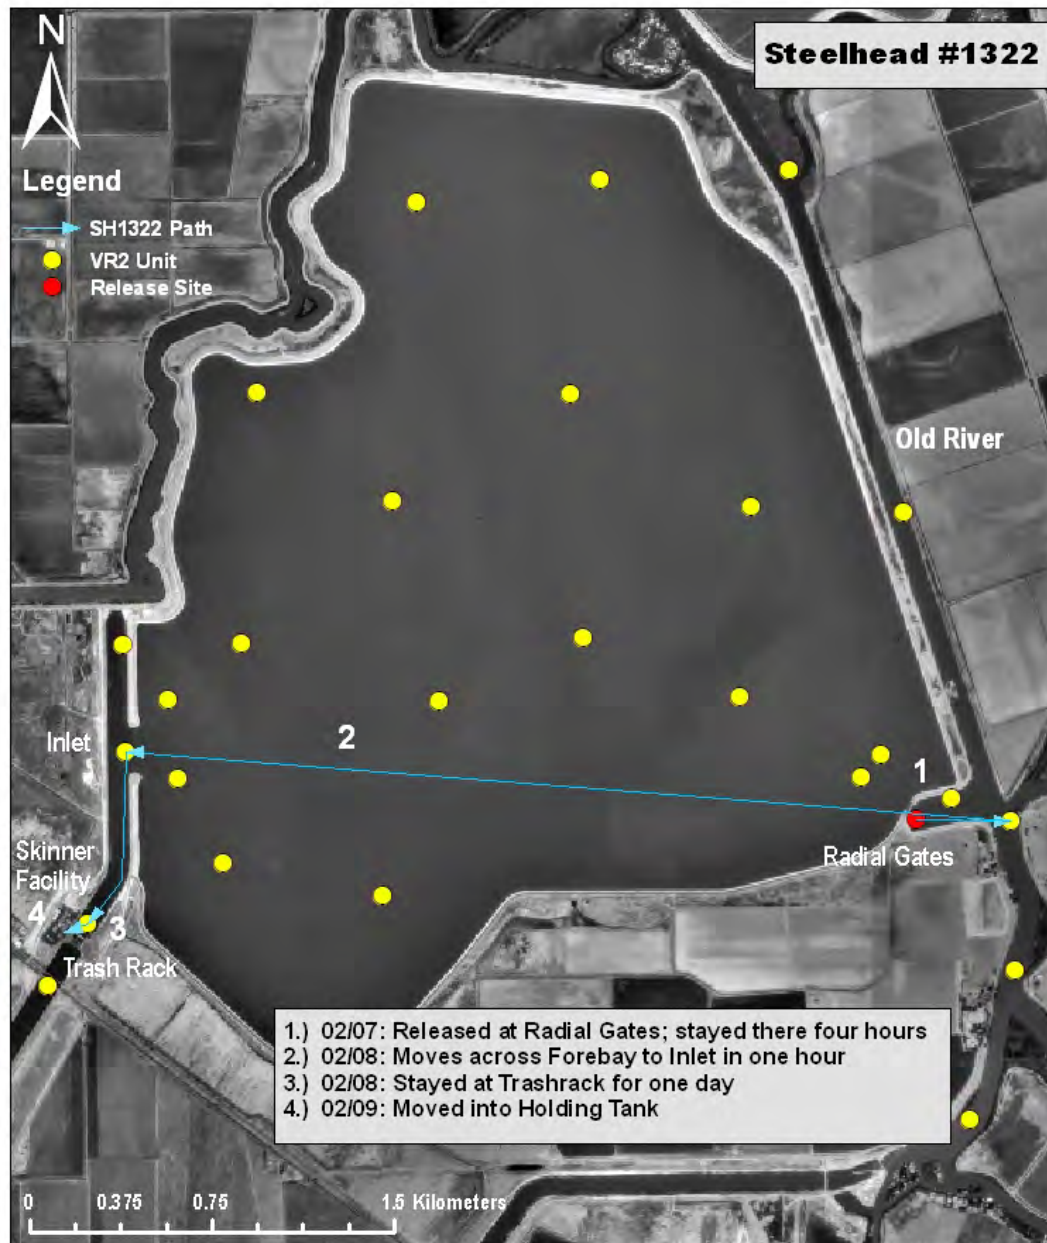 Steelhead #1322
N
Legend
SH1322 Path
VR2 Unit
Release Site
Old River
Inlet
2
1
Radial Gates
Skinner
Facility
4
3
Trash Rack
1.) 02/07: Released at Radial Gates; stayed there four hours
2.) 02/08: Moves across Forebay to Inlet in one hour
3.) 02/08: Stayed at Trashrack for one day
4.) 02/09: Moved into Holding Tank
0 0.375 0.75 1.5 Kilometers